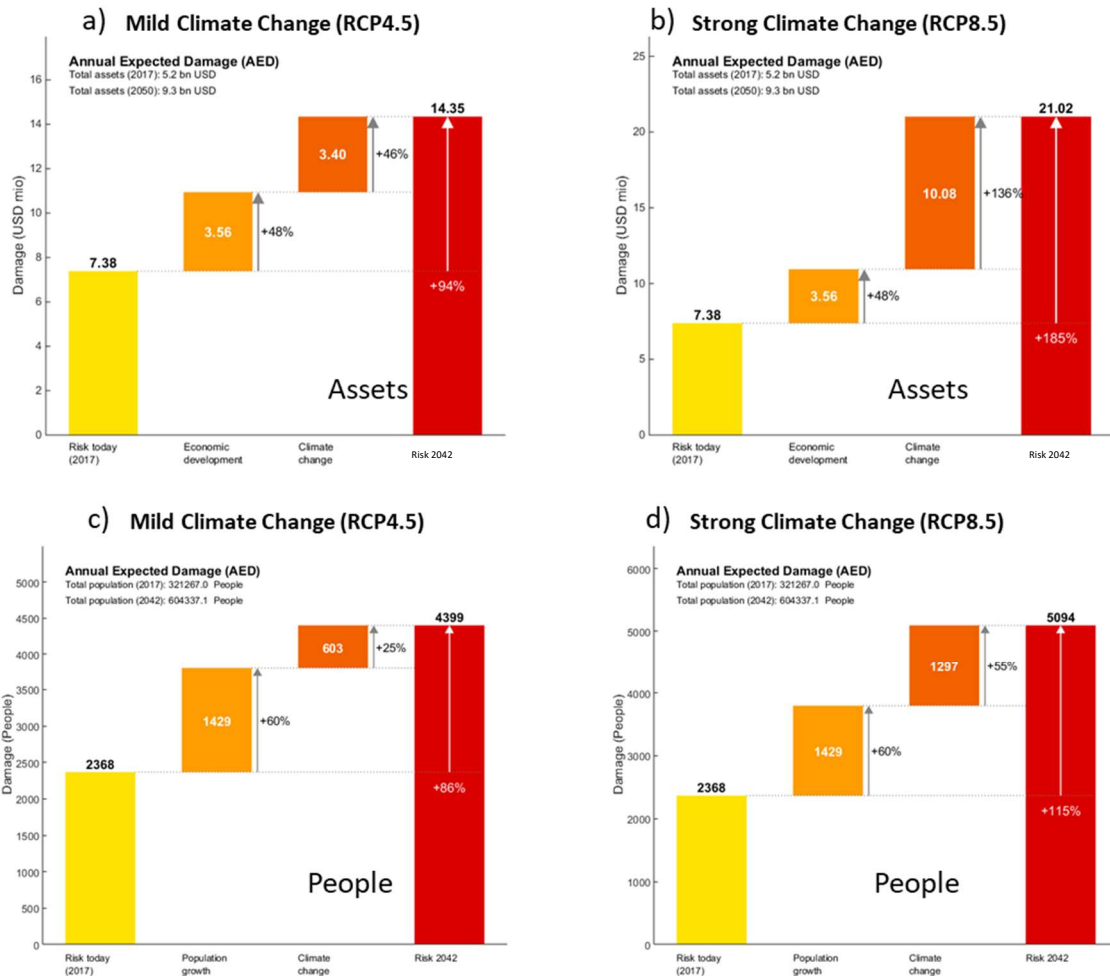 a) Mild Climate Change (RCP4.5)
Annual Expected Damage (AED)
Total assets (2017): 5.2 bn USD
Total assets (2050): 9.3 bn USD
Damage (USD mio)
16
14
12
10
8
6
4
2
0
7.38
3.56
+48%
3.40
+46%
14.35
+94%
Assets
Risk today
(2017)
Economic
development
Climate
change
Risk 2042
b) Strong Climate Change (RCP8.5)
Annual Expected Damage (AED)
Total assets (2017): 5.2 bn USD
Total assets (2050): 9.3 bn USD
Damage (USD mio)
25
20
15
10
5
0
7.38
3.56
+48%
10.08
+136%
21.02
+185%
Assets
Risk today
(2017)
Economic
development
Climate
change
Risk 2042
c) Mild Climate Change (RCP4.5)
Annual Expected Damage (AED)
Total population (2017): 321267.0 People
Total population (2042): 604337.1 People
Damage (People)
5000
4500
4000
3500
3000
2500
2000
1500
1000
500
0
2368
1429
+60%
603
+25%
4399
+86%
People
Risk today
(2017)
Population
growth
Climate
change
Risk 2042
d) Strong Climate Change (RCP8.5)
Annual Expected Damage (AED)
Total population (2017): 321267.0 People
Total population (2042): 604337.1 People
Damage (People)
6000
5000
4000
3000
2000
1000
0
2368
1429
+60%
1297
+55%
5094
+115%
People
Risk today
(2017)
Population
growth
Climate
change
Risk 2042